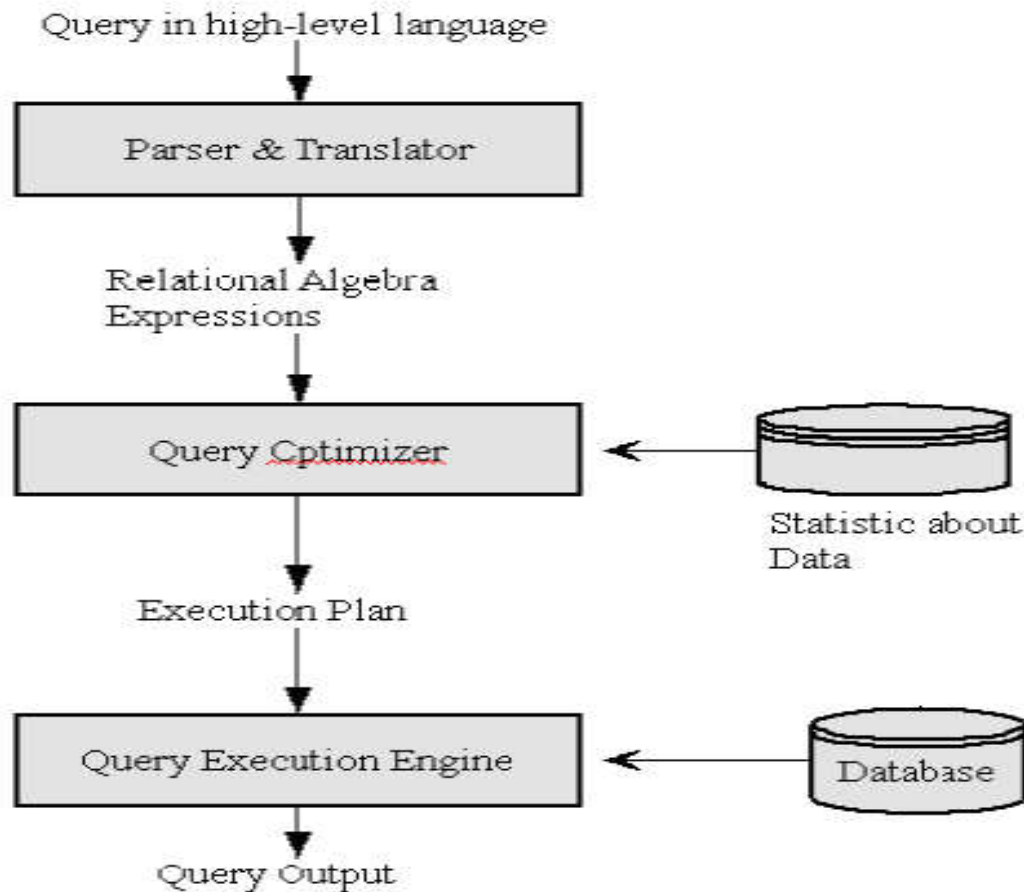 Query in high-level language
Parser & Translator
Relational Algebra
Expressions
Query Cptimizer
Statistic about
Data
Execution Plan
Query Execution Engine
Database
Query Output